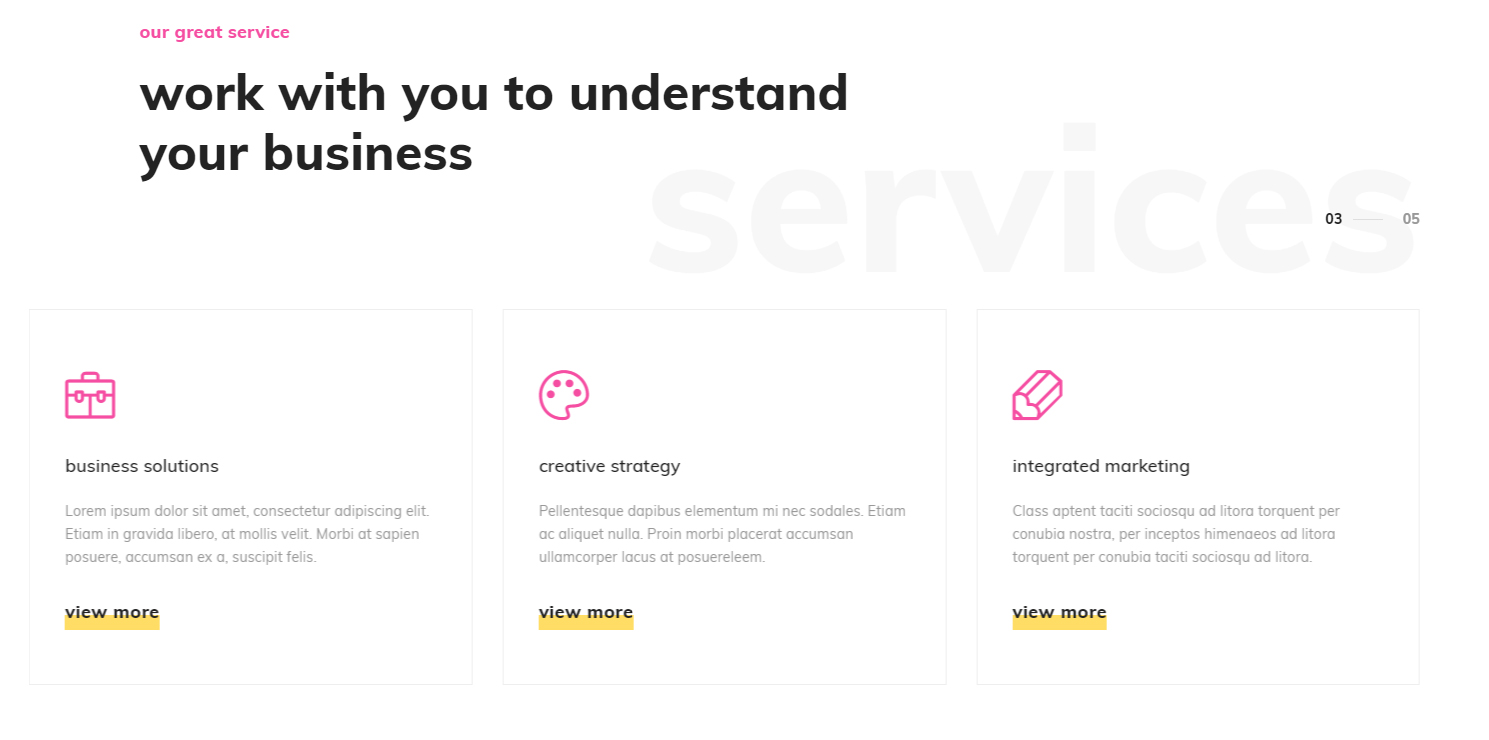 our great service
work with you to understand
your business
services
03
05
business solutions
Lorem ipsum dolor sit amet, consectetur adipiscing elit.
Etiam in gravida libero, at mollis velit. Morbi at sapien
posuere, accumsan ex a, suscipit felis.
view more
creative strategy
Pellentesque dapibus elementum mi nec sodales. Etiam
ac aliquet nulla. Proin morbi placerat accumsan
ullamcorper lacus at posuereleem.
view more
integrated marketing
Class aptent taciti sociosqu ad litora torquent per
conubia nostra, per inceptos himenaeos ad litora
torquent per conubia taciti sociosqu ad litora.
view more